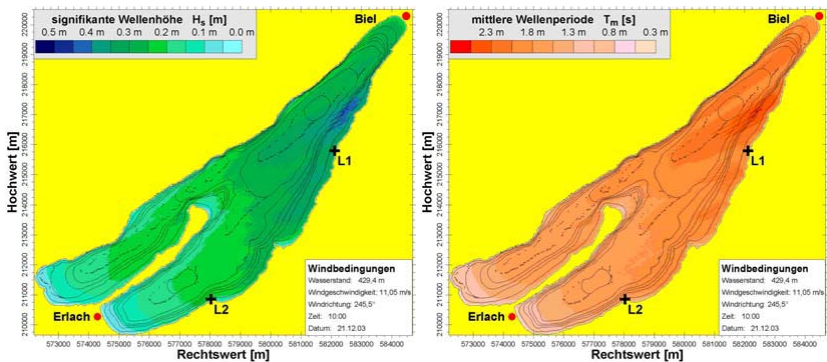 signifikante Wellenhöhe Hs [m]
0.5 m 0.4 m 0.3 m 0.2 m 0.1 m 0.0 m
Biel
220000
219000
218000
217000
216000
215000
214000
213000
212000
211000
210000
Hochwert [m]
L1
L2
Erlach
Windbedingungen
Wasserstand: 429,4 m
Windgeschwindigkeit: 11,05 m/s
Windrichtung: 245,5°
Zeit: 10:00
Datum: 21.12.03
573000 574000 575000 576000 577000 578000 579000 580000 581000 582000 583000 584000
Rechtswert [m]
mittlere Wellenperiode Tm [s]
2.3 m 1.8 m 1.3 m 0.8 m 0.3 m
Biel
220000
219000
218000
217000
216000
215000
214000
213000
212000
211000
210000
Hochwert [m]
L1
L2
Erlach
Windbedingungen
Wasserstand: 429,4 m
Windgeschwindigkeit: 11,05 m/s
Windrichtung: 245,5°
Zeit: 10:00
Datum: 21.12.03
573000 574000 575000 576000 577000 578000 579000 580000 581000 582000 583000 584000
Rechtswert [m]